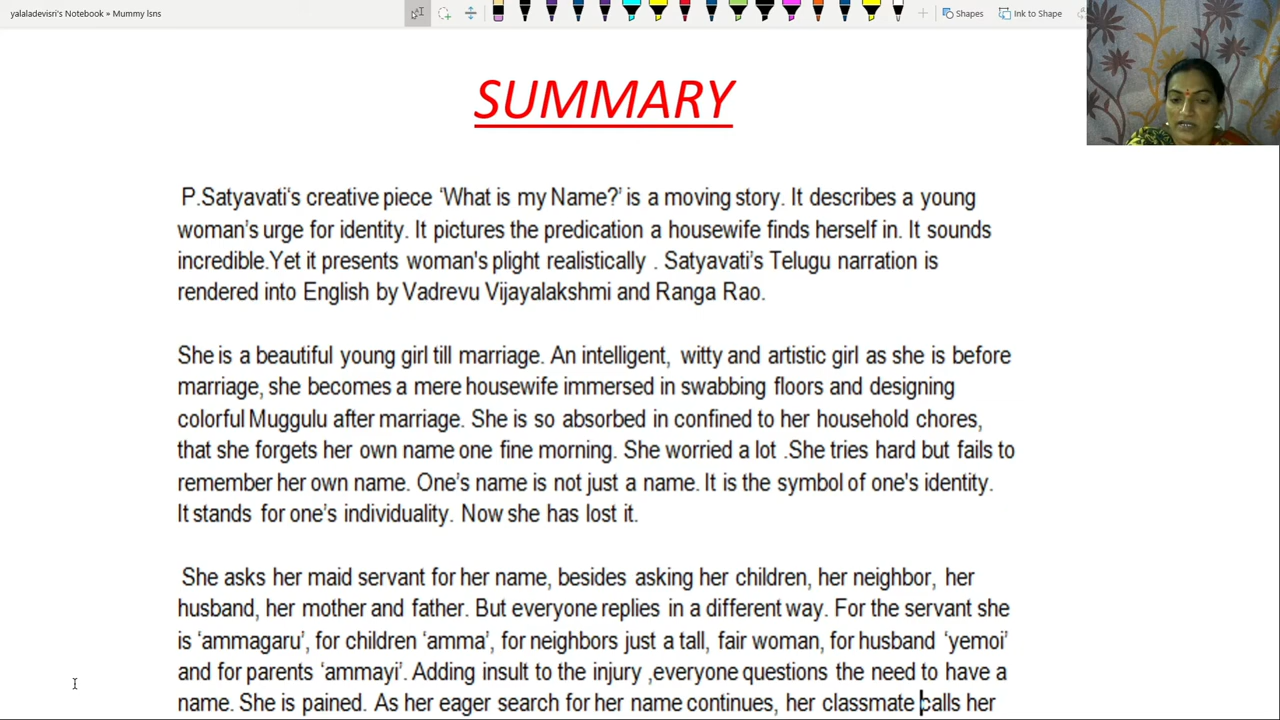 yalaladevisri's Notebook » Mummy lsns
Shapes
Ink to Shape
SUMMARY
P.Satyavati‘s creative piece ‘What is my Name?’ is a moving story. It describes a young
woman’s urge for identity. It pictures the predication a housewife finds herself in. It sounds
incredible.Yet it presents woman's plight realistically . Satyavati’s Telugu narration is
rendered into English by Vadrevu Vijayalakshmi and Ranga Rao.
She is a beautiful young girl till marriage. An intelligent, witty and artistic girl as she is before
marriage, she becomes a mere housewife immersed in swabbing floors and designing
colorful Muggulu after marriage. She is so absorbed in confined to her household chores,
that she forgets her own name one fine morning. She worried a lot .She tries hard but fails to
remember her own name. One’s name is not just a name. It is the symbol of one's identity.
It stands for one’s individuality. Now she has lost it.
She asks her maid servant for her name, besides asking her children, her neighbor, her
husband, her mother and father. But everyone replies in a different way. For the servant she
is ‘ammagaru’, for children ‘amma’, for neighbors just a tall, fair woman, for husband ‘yemoi’
and for parents ‘ammayi’. Adding insult to the injury ,everyone questions the need to have a
name. She is pained. As her eager search for her name continues, her classmate calls her